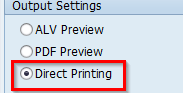 Output Settings
ALV Preview
PDF Preview
Direct Printing